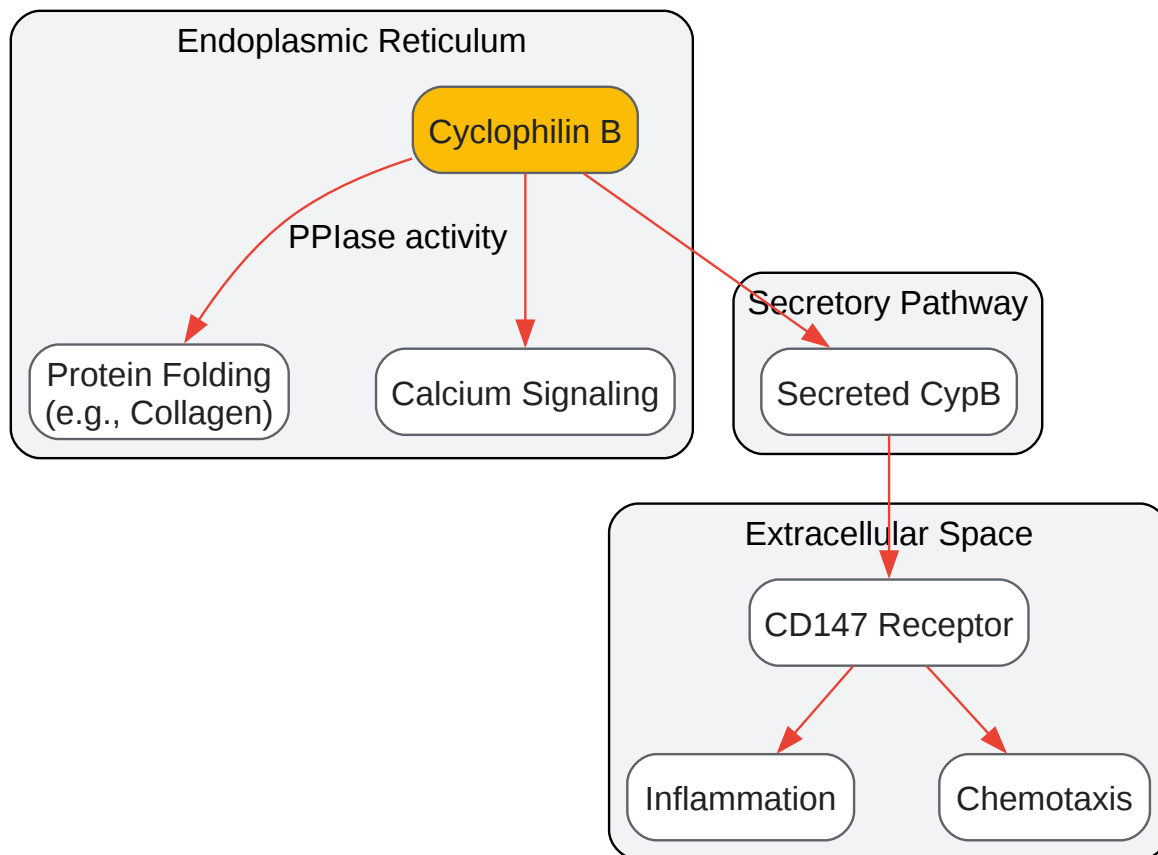 Endoplasmic Reticulum
Cyclophilin B
PPIase activity
Protein Folding
(e.g., Collagen)
Calcium Signaling
Secretory Pathway
Secreted CypB
Extracellular Space
CD147 Receptor
Inflammation
Chemotaxis